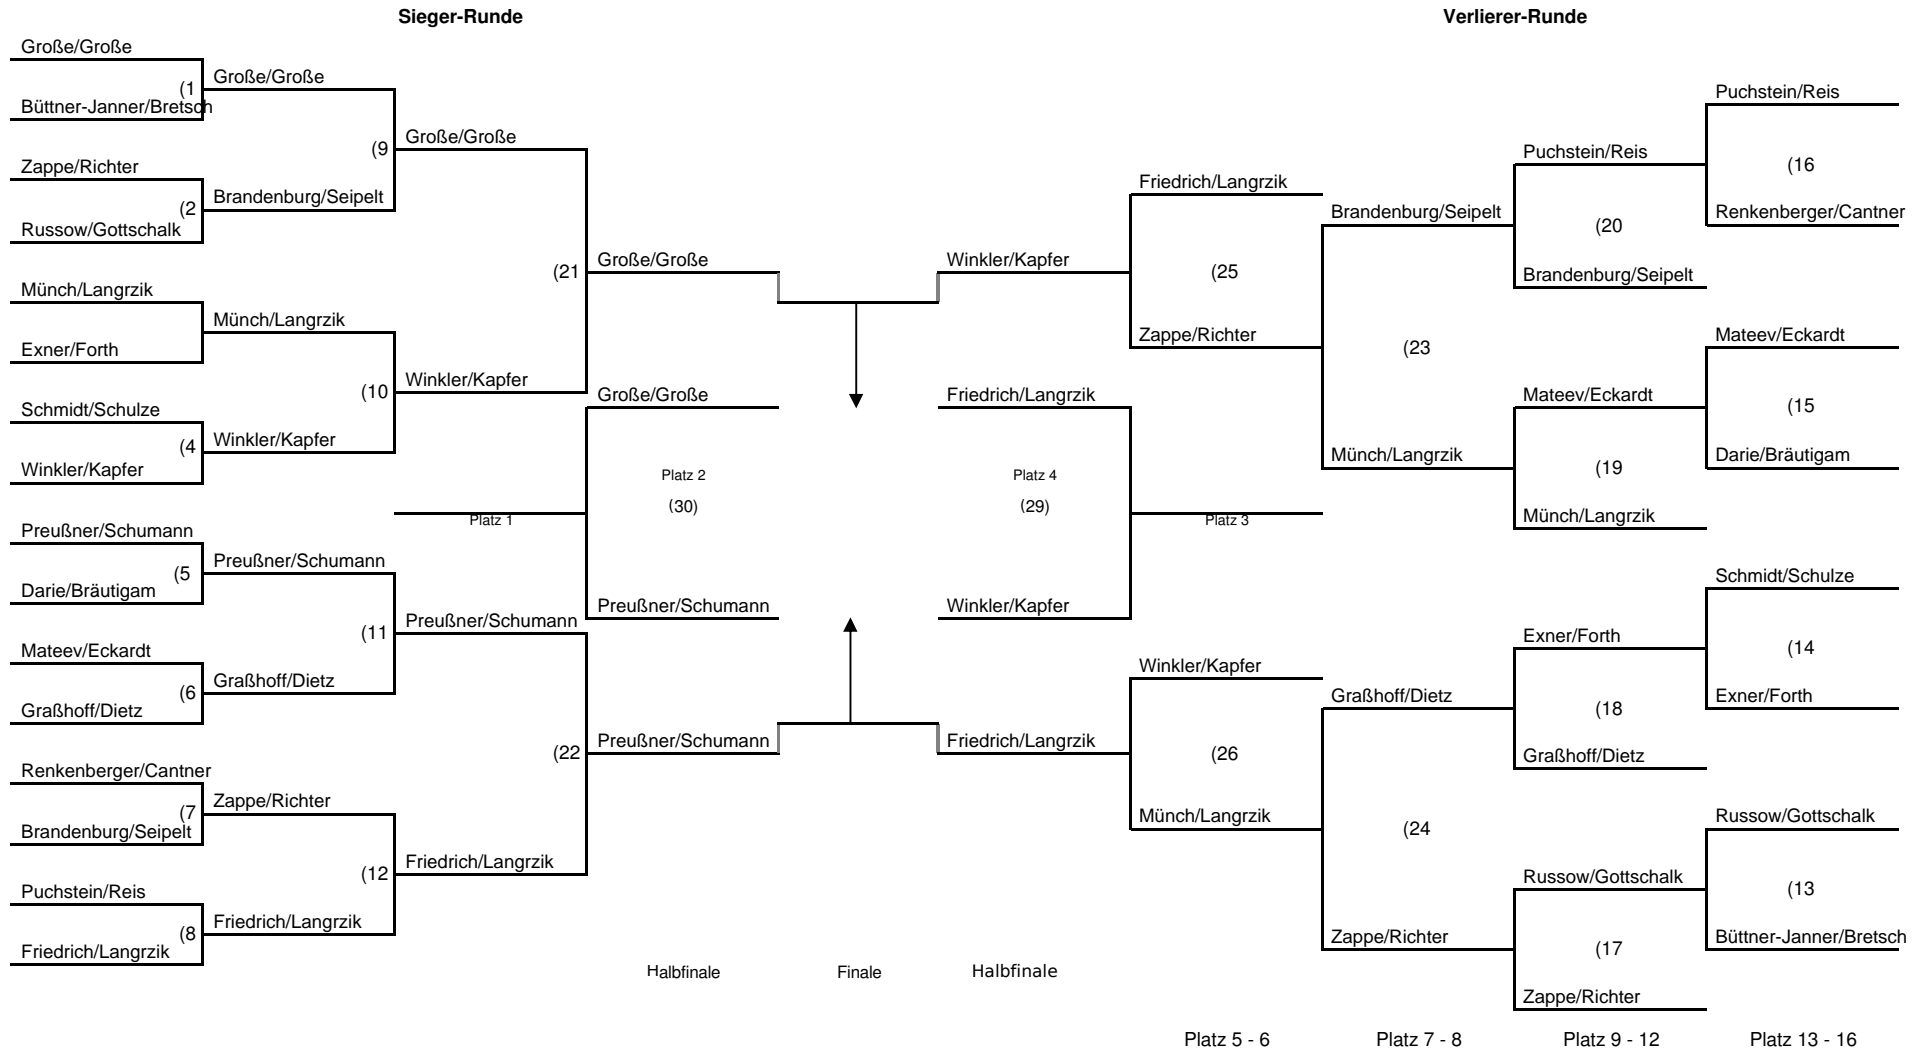 Sieger-Runde
Verlierer-Runde
Große/Große
(1
Büttner-Janner/Bretsch
Zappe/Richter
(2
Russow/Gottschalk
Münch/Langrzik
Exner/Forth
Schmidt/Schulze
(4
Winkler/Kapfer
Preußner/Schumann
(5
Darie/Bräutigam
Mateev/Eckardt
(6
Graßhoff/Dietz
Renkenberger/Cantner
(7
Brandenburg/Seipelt
Puchstein/Reis
(8
Friedrich/Langrzik
Große/Große
(9
Brandenburg/Seipelt
Münch/Langrzik
(10
Winkler/Kapfer
Preußner/Schumann
(11
Graßhoff/Dietz
Zappe/Richter
(12
Friedrich/Langrzik
Große/Große
(21
Winkler/Kapfer
Platz 1
Preußner/Schumann
(22
Friedrich/Langrzik
Große/Große
Große/Große
Platz 2
(30)
Preußner/Schumann
Preußner/Schumann
Halbfinale
Finale
Halbfinale
Winkler/Kapfer
Friedrich/Langrzik
Platz 4
(29)
Winkler/Kapfer
Friedrich/Langrzik
Friedrich/Langrzik
(25
Zappe/Richter
Platz 3
Winkler/Kapfer
(26
Münch/Langrzik
Platz 5 - 6
Brandenburg/Seipelt
(23
Münch/Langrzik
Graßhoff/Dietz
(24
Zappe/Richter
Platz 7 - 8
Puchstein/Reis
(20
Brandenburg/Seipelt
Mateev/Eckardt
(19
Münch/Langrzik
Exner/Forth
(18
Graßhoff/Dietz
Russow/Gottschalk
(17
Zappe/Richter
Platz 9 - 12
Puchstein/Reis
(16
Renkenberger/Cantner
Mateev/Eckardt
(15
Darie/Bräutigam
Schmidt/Schulze
(14
Exner/Forth
Russow/Gottschalk
(13
Büttner-Janner/Bretsch
Platz 13 - 16